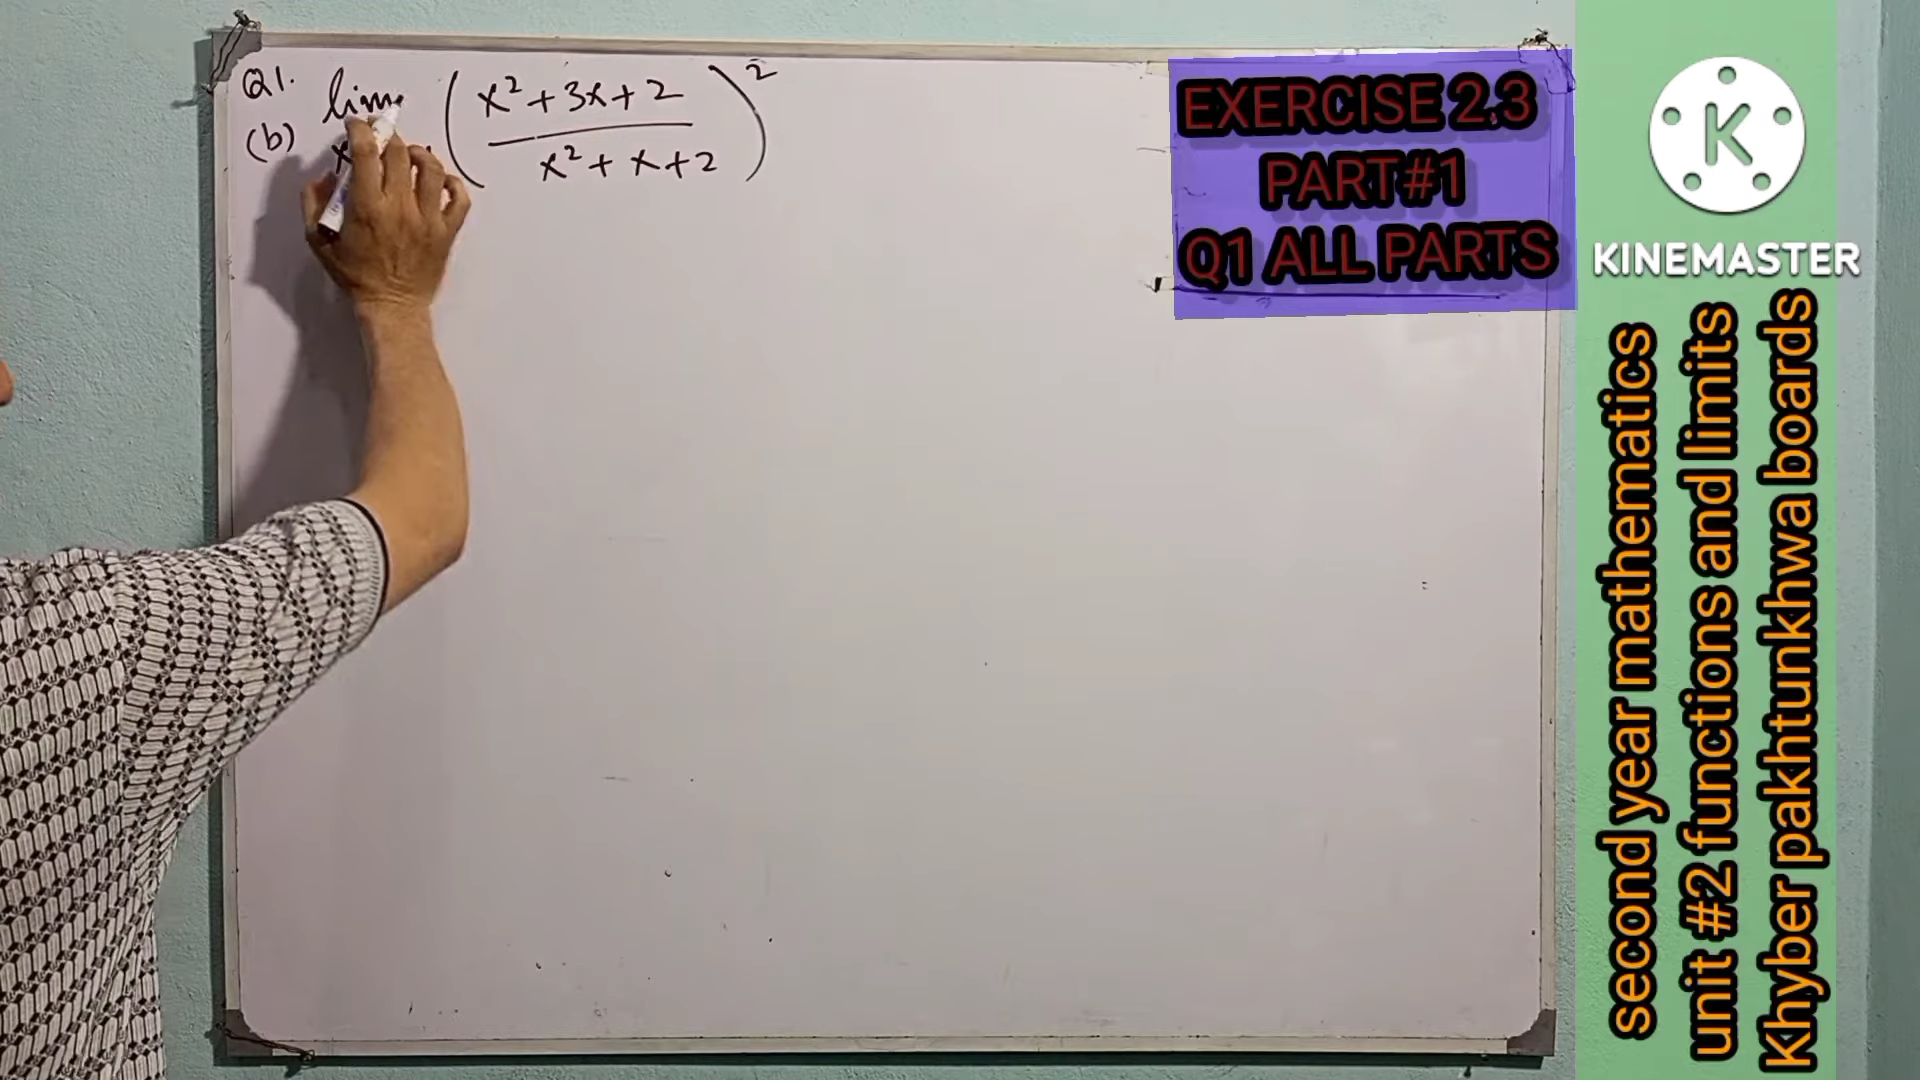 Q1.
(b) lim x (x² + 3x + 2 / x² + x + 2)²
EXERCISE 2.3
PART#1
Q1 ALL PARTS
K
KINEMASTER
second year mathematics
unit #2 functions and limits
Khyber pakhtunkhwa boards